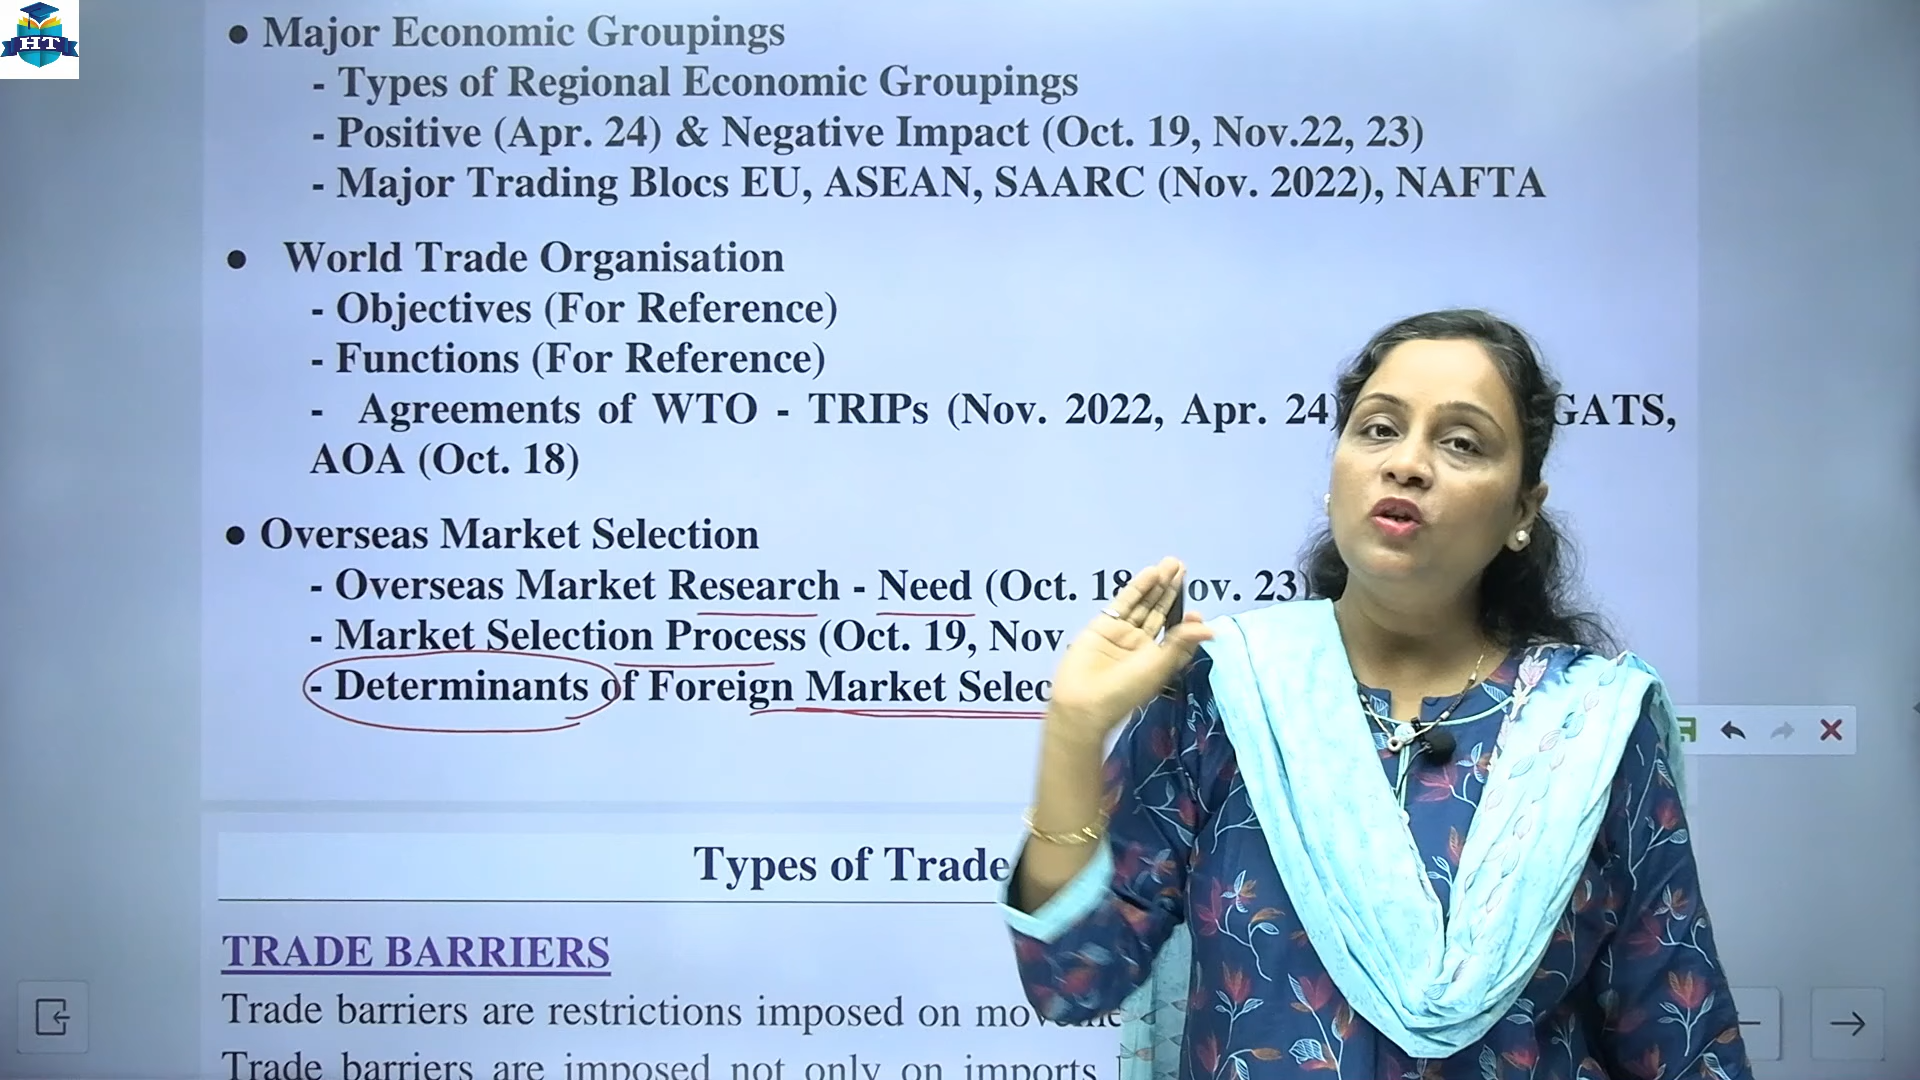 HT
● Major Economic Groupings
- Types of Regional Economic Groupings
- Positive (Apr. 24) & Negative Impact (Oct. 19, Nov.22, 23)
- Major Trading Blocs EU, ASEAN, SAARC (Nov. 2022), NAFTA
● World Trade Organisation
- Objectives (For Reference)
- Functions (For Reference)
- Agreements of WTO - TRIPs (Nov. 2022, Apr. 24) GATS,
AOA (Oct. 18)
● Overseas Market Selection
- Overseas Market Research - Need (Oct. 18 ov. 23)
- Market Selection Process (Oct. 19, Nov.
- Determinants of Foreign Market Selec
Types of Trade
TRADE BARRIERS
Trade barriers are restrictions imposed on
Trade barriers are imposed not only on imports